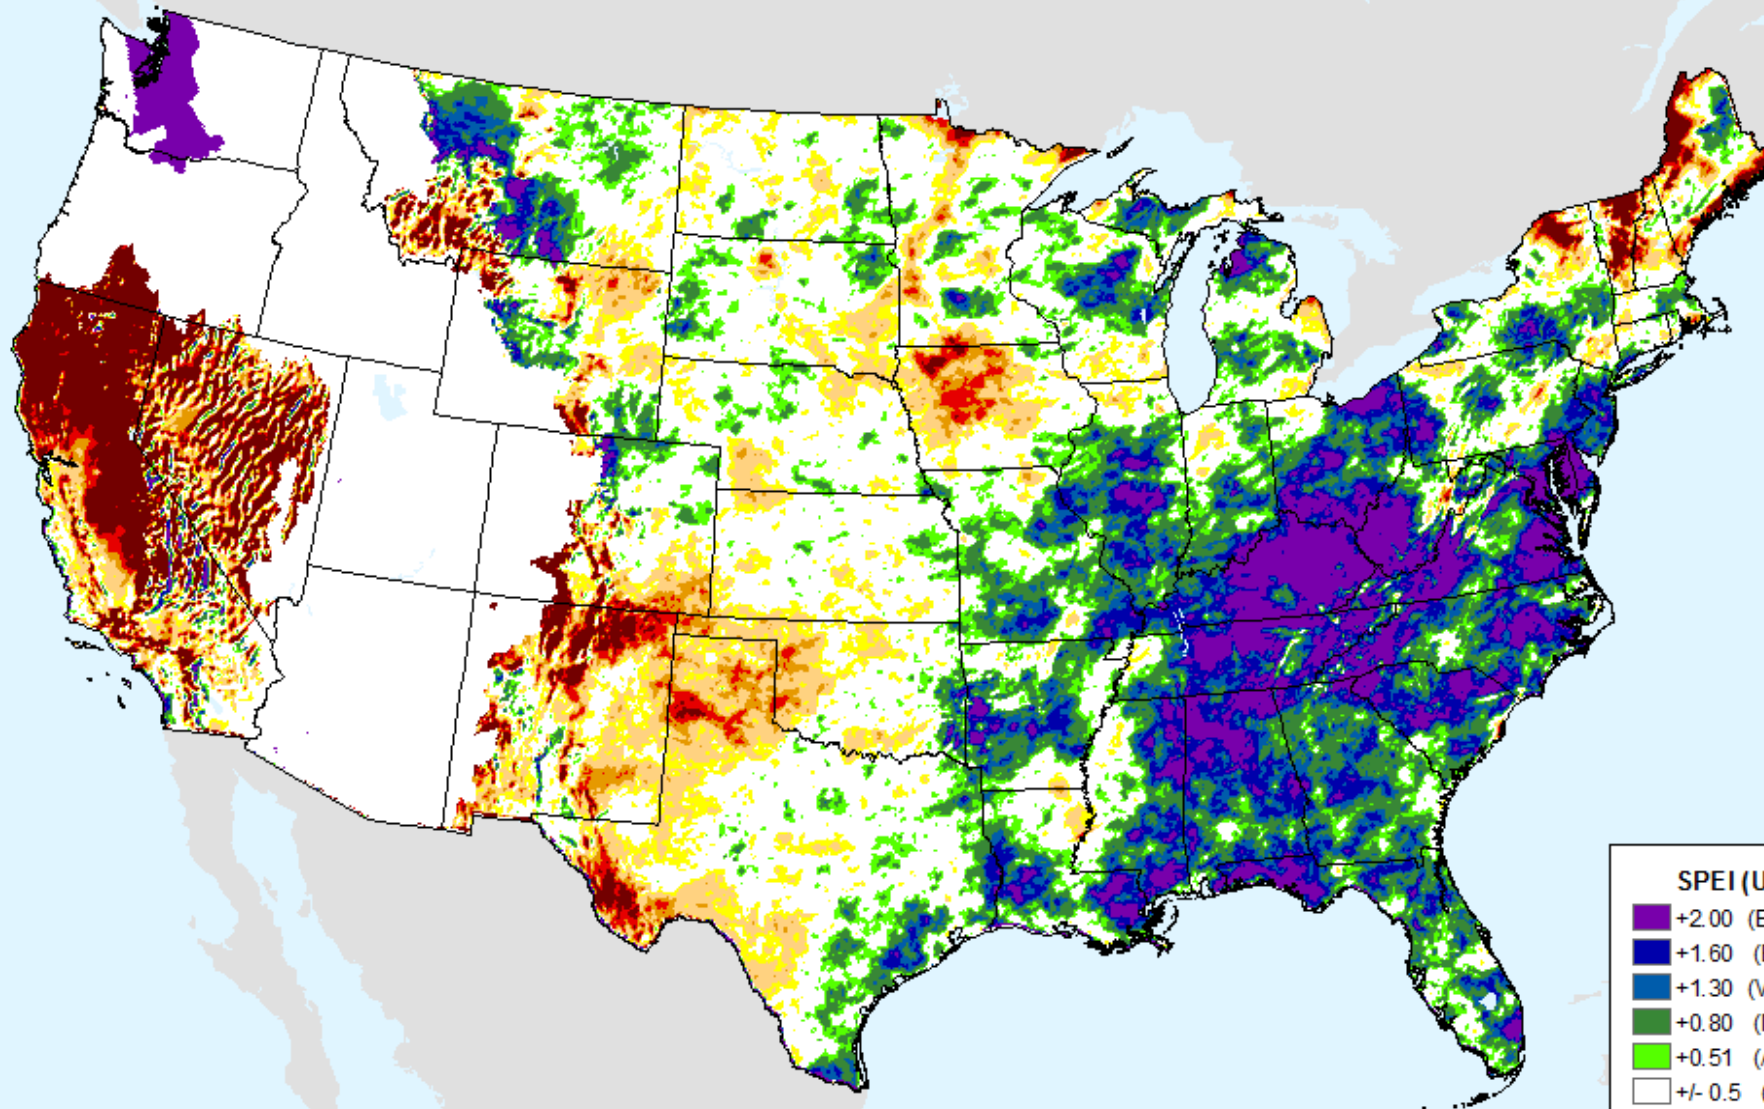 SPEI (U
+2.00 (E
+1.60 (
+1.30 (V
+0.80 (
+0.51 (
+/- 0.5 (